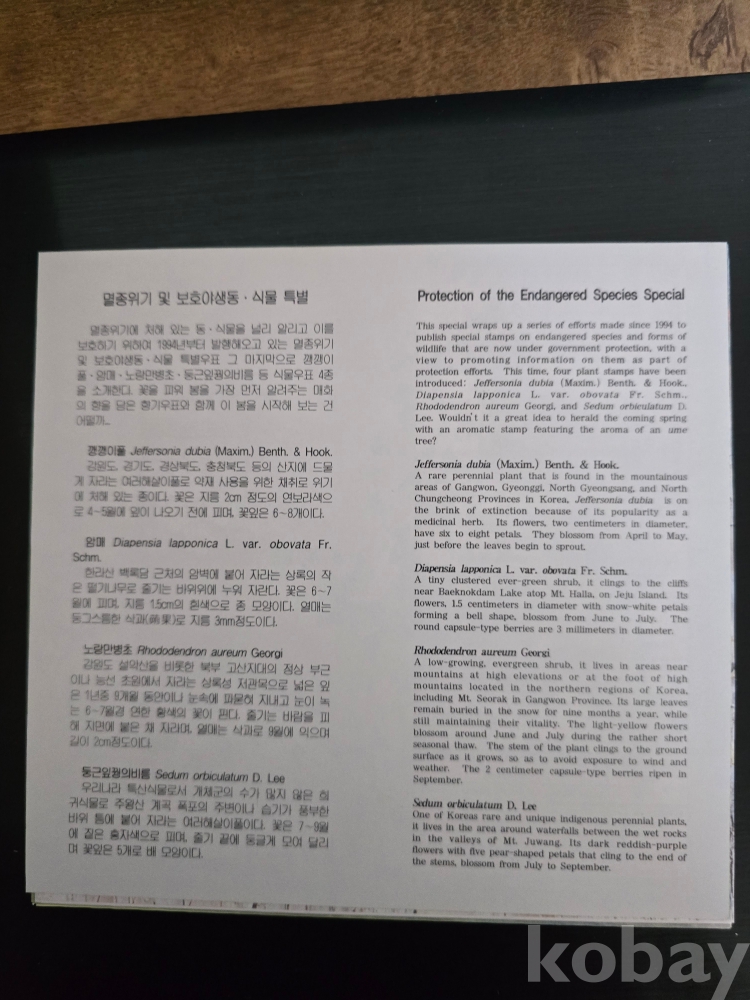 멸종위기 및 보호야생동·식물 특별
멸종위기에 처해 있는 동·식물을 널리 알리고 이를
보호하기 위하여 1994년부터 발행해오고 있는 멸종위기
및 보호야생동·식물 특별우표 그 마지막으로 깽깽이
풀·암매·노랑만병초·둥근잎꿩의비름 등 식물우표 4종
을 소개한다. 꽃을 피워 봄을 가장 먼저 알려주는 매화
의 향을 담은 향기우표와 함께 이 봄을 시작해 보는 건
어떨까...
깽깽이풀 Jeffersonia dubia (Maxim.) Benth. & Hook.
강원도, 경기도, 경상북도, 충청북도 등의 산지에 드물
게 자라는 여러해살이풀로 약재 사용을 위한 채취로 위기
에 처해 있는 종이다. 꽃은 지름 2cm 정도의 연보라색으
로 4~5월에 잎이 나오기 전에 피며, 꽃잎은 6~8개이다.
암매 Diapensia lapponica L. var. obovata Fr.
Schm.
한라산 백록담 근처의 암벽에 붙어 자라는 상록의 작
은 떨기나무로 줄기는 바위위에 누워 자란다. 꽃은 6~7
월에 피며, 지름 1.5cm의 흰색으로 종 모양이다. 열매는
둥그스름한 삭과(蒴果)로 지름 3mm정도이다.
노랑만병초 Rhododendron aureum Georgi
강원도 설악산을 비롯한 북부 고산지대의 정상 부근
이나 능선 초원에서 자라는 상록성 저관목으로 넓은 잎
은 1년중 9개월 동안이나 눈속에 파묻혀 지내고 눈이 녹
는 6~7월경 연한 황색의 꽃이 핀다. 줄기는 바람을 피
해 지면에 붙은 채 자라며, 열매는 삭과로 9월에 익으며
길이 2cm정도이다.
둥근잎꿩의비름 Sedum orbiculatum D. Lee
우리나라 특산식물로서 개체군의 수가 많지 않은 희
귀식물로 주왕산 계곡 폭포의 주변이나 습기가 풍부한
바위 틈에 붙어 자라는 여러해살이풀이다. 꽃은 7~9월
에 짙은 홍자색으로 피며, 줄기 끝에 둥글게 모여 달리
며 꽃잎은 5개로 배 모양이다.
Protection of the Endangered Species Special
This special wraps up a series of efforts made since 1994 to
publish special stamps on endangered species and forms of
wildlife that are now under government protection, with a
view to promoting information on them as part of
protection efforts. This time, four plant stamps have been
introduced: Jeffersonia dubia (Maxim.) Benth. & Hook.,
Diapensia lapponica L. var. obovata Fr. Schm.,
Rhododendron aureum Georgi, and Sedum orbiculatum D.
Lee. Wouldn't it a great idea to herald the coming spring
with an aromatic stamp featuring the aroma of an ume
tree?
Jeffersonia dubia (Maxim.) Benth. & Hook.
A rare perennial plant that is found in the mountainous
areas of Gangwon, Gyeonggi, North Gyeongsang, and North
Chungcheong Provinces in Korea, Jeffersonia dubia is on
the brink of extinction because of its popularity as a
medicinal herb. Its flowers, two centimeters in diameter,
have six to eight petals. They blossom from April to May,
just before the leaves begin to sprout.
Diapensia lapponica L. var. obovata Fr. Schm.
A tiny clustered ever-green shrub, it clings to the cliffs
near Baeknokdam Lake atop Mt. Halla, on Jeju Island. Its
flowers, 1.5 centimeters in diameter with snow-white petals
forming a bell shape, blossom from June to July. The
round capsule-type berries are 3 millimeters in diameter.
Rhododendron aureum Georgi
A low-growing, evergreen shrub, it lives in areas near
mountains at high elevations or at the foot of high
mountains located in the northern regions of Korea,
including Mt. Seorak in Gangwon Province. Its large leaves
remain buried in the snow for nine months a year, while
still maintaining their vitality. The light-yellow flowers
blossom around June and July during the rather short
seasonal thaw. The stem of the plant clings to the ground
surface as it grows, so as to avoid exposure to wind and
weather. The 2 centimeter capsule-type berries ripen in
September.
Sedum orbiculatum D. Lee
One of Koreas rare and unique indigenous perennial plants,
it lives in the area around waterfalls between the wet rocks
in the valleys of Mt. Juwang. Its dark reddish-purple
flowers with five pear-shaped petals that cling to the end of
the stems, blossom from July to September.
kobay